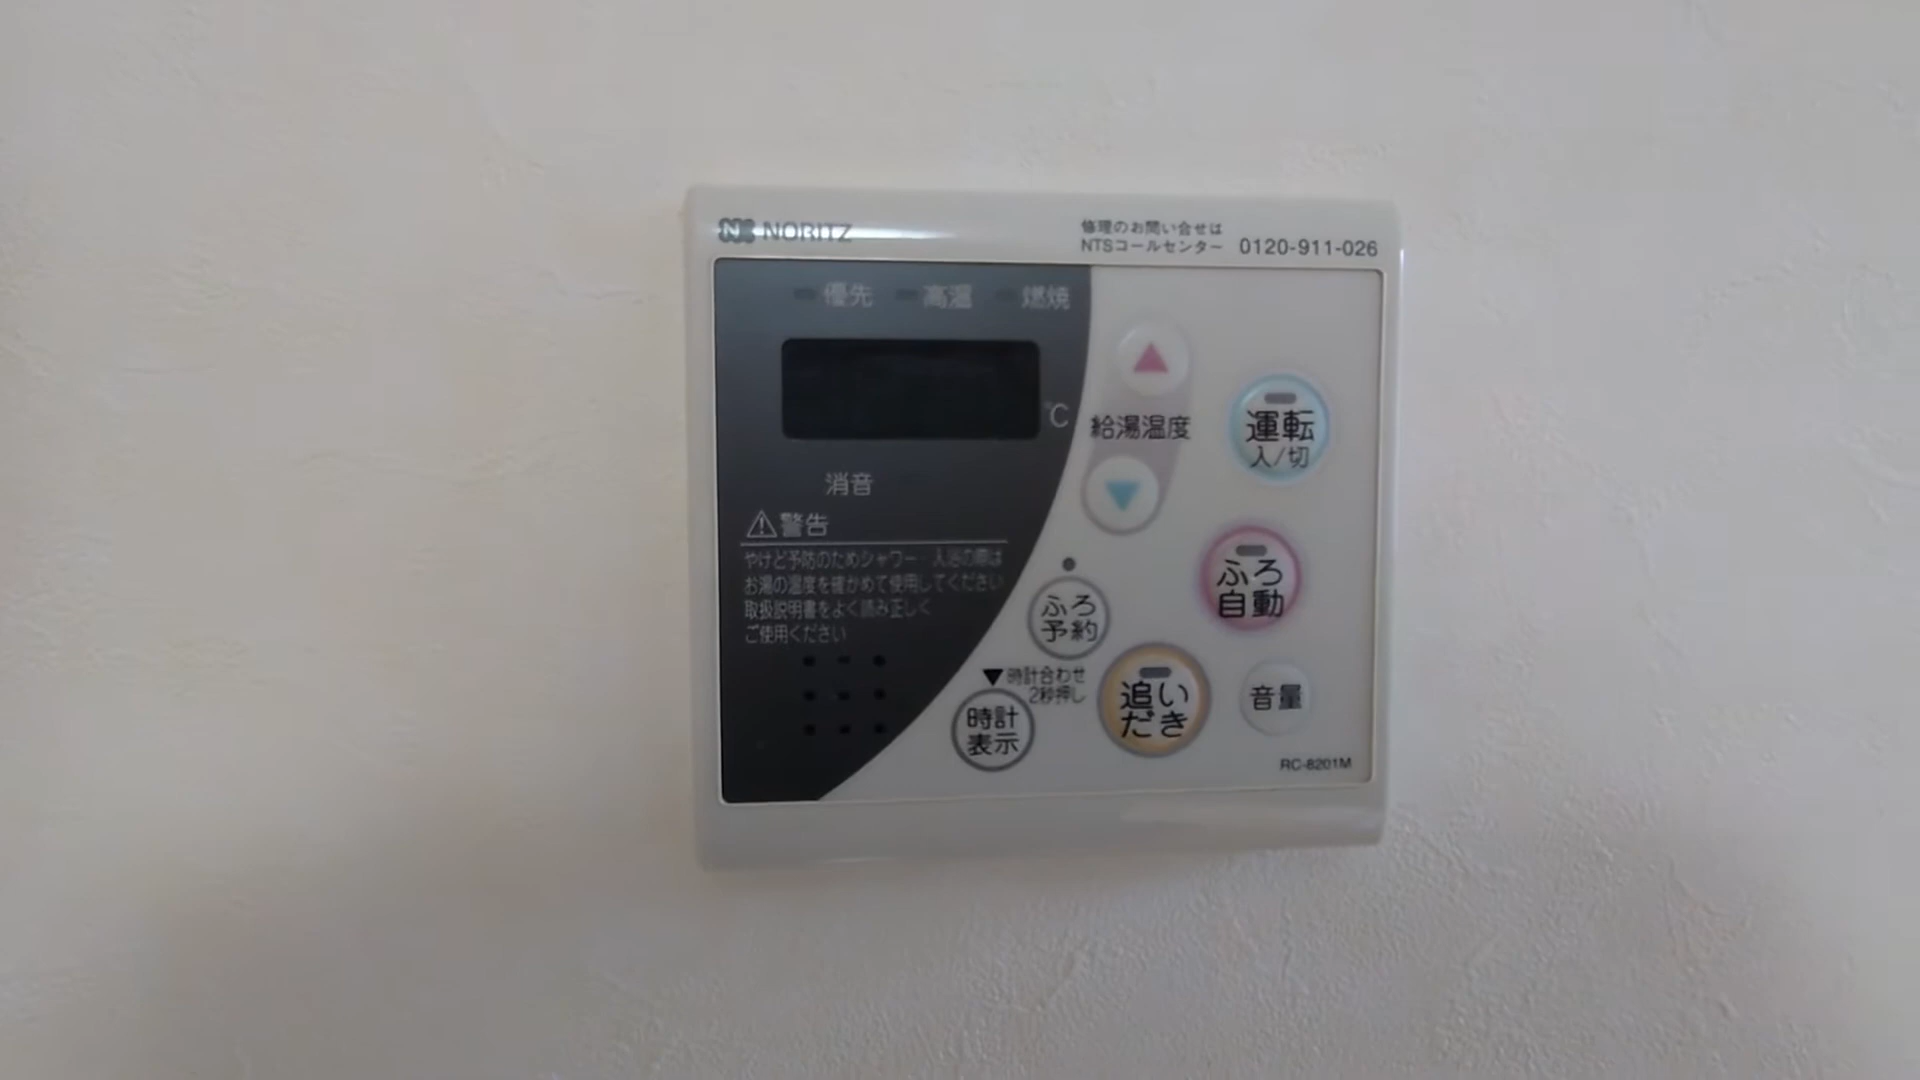 NORITZ
修理のお問い合せは
NTSコールセンター 0120-911-026
優先 高温 燃焼
℃
給湯温度
運転
入/切
消音
警告
やけど予防のためシャワー・入浴の際は
お湯の温度を確かめて使用してください
取扱説明書をよく読み正しく
ご使用ください
ふろ
自動
ふろ
予約
▼時計合わせ
2秒押し
時計
表示
追い
だき
音量
RC-8201M